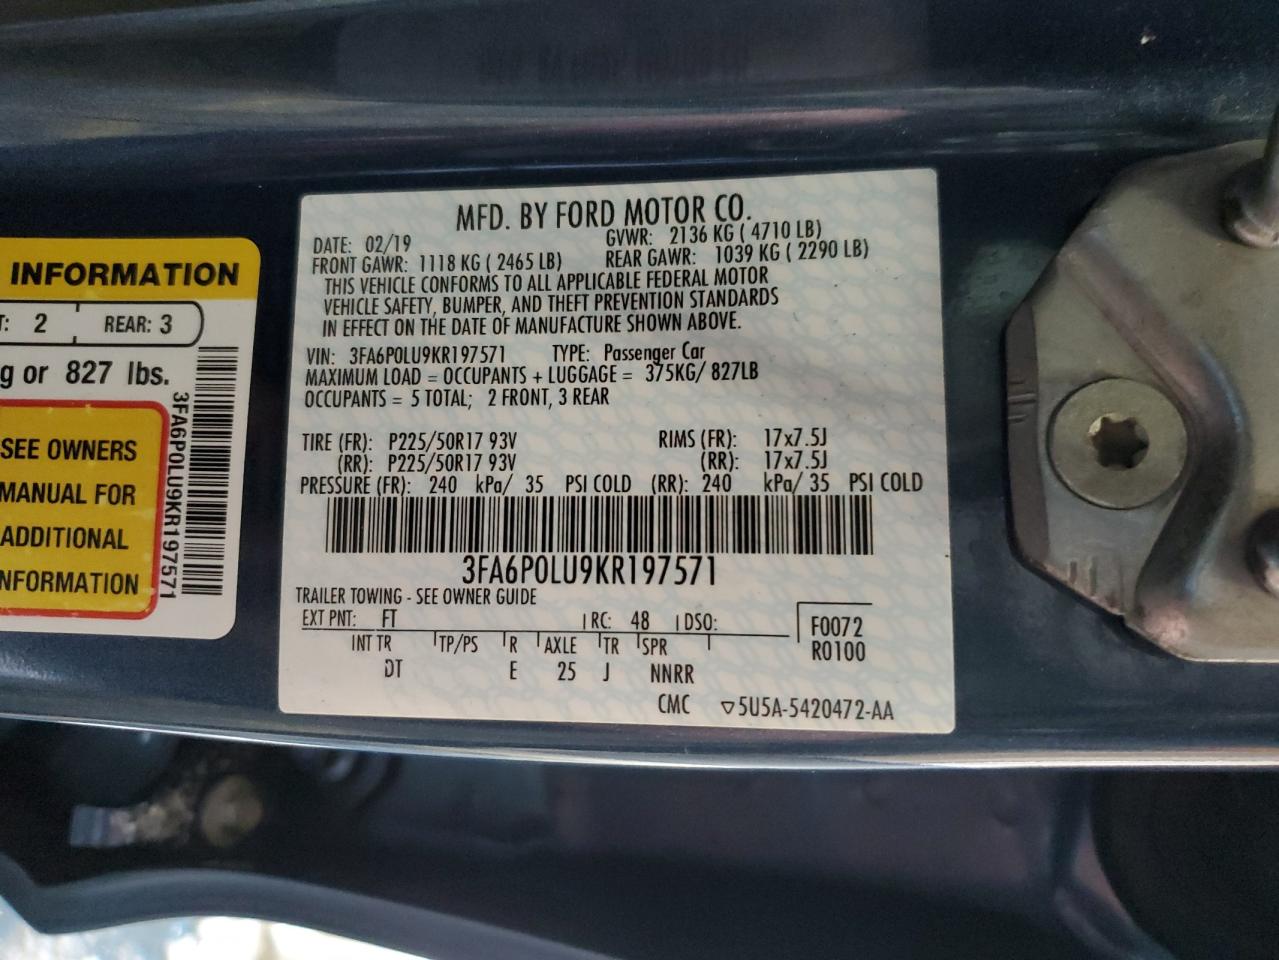 INFORMATION
T: 2 REAR: 3
g or 827 lbs.
SEE OWNERS
MANUAL FOR
ADDITIONAL
INFORMATION
3FA6P0LU9KR197571
MFD. BY FORD MOTOR CO.
DATE: 02/19 GVWR: 2136 KG ( 4710 LB)
FRONT GAWR: 1118 KG ( 2465 LB) REAR GAWR: 1039 KG ( 2290 LB)
THIS VEHICLE CONFORMS TO ALL APPLICABLE FEDERAL MOTOR
VEHICLE SAFETY, BUMPER, AND THEFT PREVENTION STANDARDS
IN EFFECT ON THE DATE OF MANUFACTURE SHOWN ABOVE.
VIN: 3FA6P0LU9KR197571 TYPE: Passenger Car
MAXIMUM LOAD = OCCUPANTS + LUGGAGE = 375KG/ 827LB
OCCUPANTS = 5 TOTAL; 2 FRONT, 3 REAR
TIRE (FR): P225/50R17 93V RIMS (FR): 17x7.5J
(RR): P225/50R17 93V (RR): 17x7.5J
PRESSURE (FR): 240 kPa/ 35 PSI COLD (RR): 240 kPa/ 35 PSI COLD
3FA6P0LU9KR197571
TRAILER TOWING - SEE OWNER GUIDE
EXT PNT: FT RC: 48 DSO: F0072
INT TR TP/PS R AXLE TR SPR R0100
DT E 25 J NNRR
CMC ▽5U5A-5420472-AA